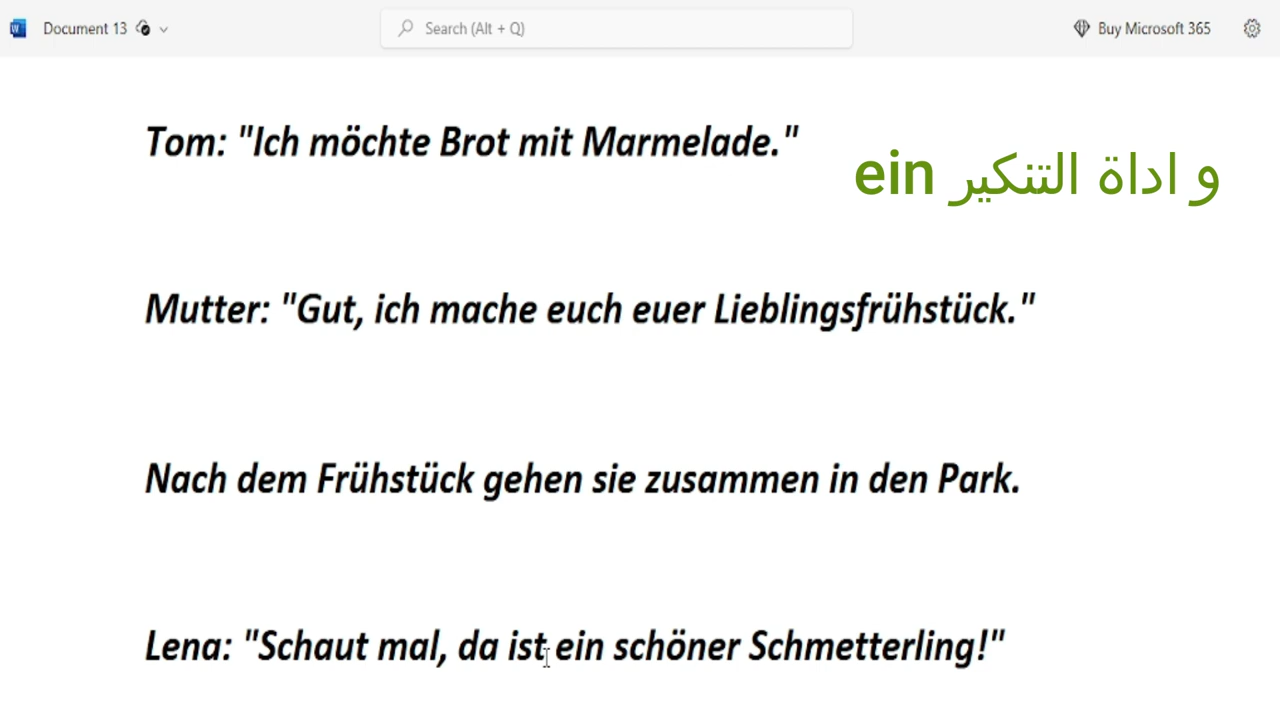 Document 13
Search (Alt + Q)
Buy Microsoft 365
Tom: "Ich möchte Brot mit Marmelade."
و اداة التنكير ein
Mutter: "Gut, ich mache euch euer Lieblingsfrühstück."
Nach dem Frühstück gehen sie zusammen in den Park.
Lena: "Schaut mal, da ist ein schöner Schmetterling!"